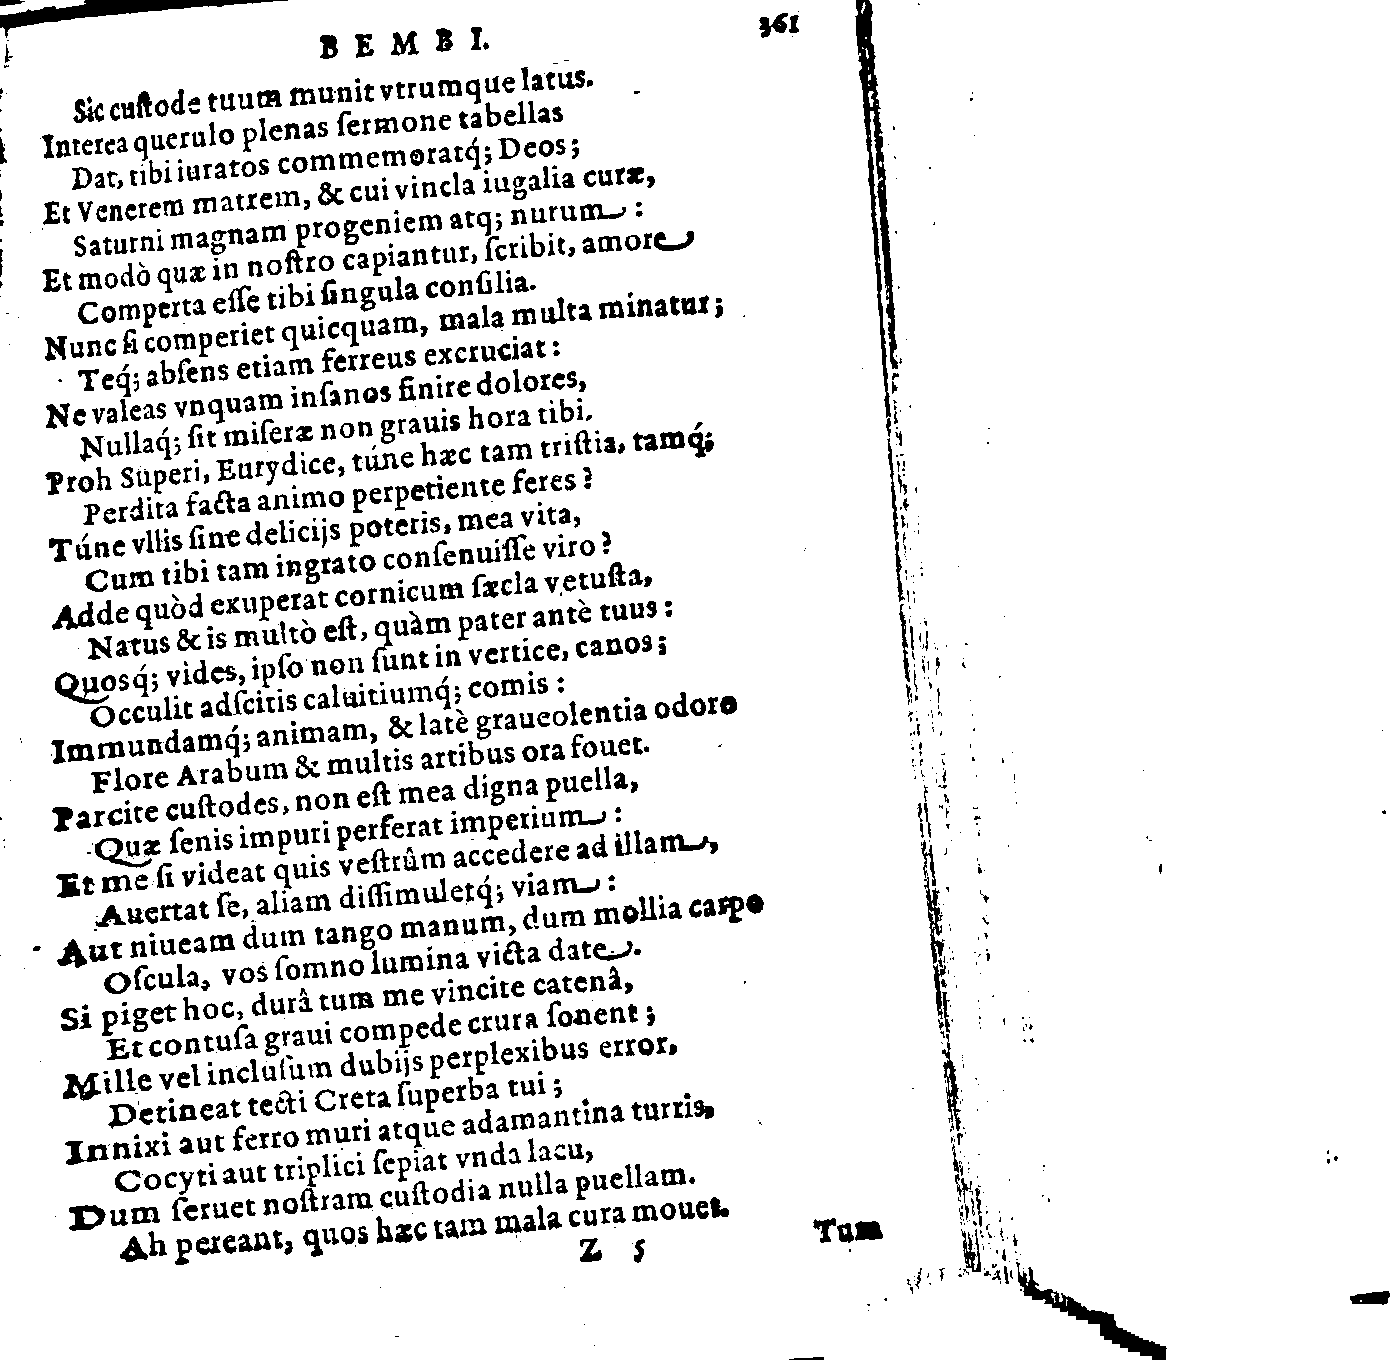 BEMBI. 361
Sic custode tuum munit vtrumque latus.
Interea querulo plenas ſermone tabellas
Dat, tibi iuratos commemoratq́; Deos;
Et Venerem matrem, & cui vincla iugalia curæ,
Saturni magnam progeniem atq; nurum:
Et modò quæ in noſtro capiantur, ſcribit, amore
Comperta eſſe tibi ſingula conſilia.
Nunc ſi comperiet quicquam, mala multa minatur;
Teq́; abſens etiam ferreus excruciat:
Ne valeas vnquam inſanos finire dolores,
Nullaq́; ſit miſeræ non grauis hora tibi.
Proh Superi, Eurydice, túne hæc tam triſtia, tamq́;
Perdita facta animo perpetiente feres?
Túne vllis ſine delicijs poteris, mea vita,
Cum tibi tam ingrato conſenuiſſe viro?
Adde quòd exuperat cornicum ſæcla vetuſta,
Natus & is multò eſt, quàm pater antè tuus:
Quosq́; vides, ipſo non ſunt in vertice, canos;
Occulit adſcitis caluitiumq́; comis:
Immundamq́; animam, & latè graueolentia odore
Flore Arabum & multis artibus ora fouet.
Parcite cuſtodes, non eſt mea digna puella,
Quæ ſenis impuri perferat imperium:
Et me ſi videat quis veſtrûm accedere ad illam,
Auertat ſe, aliam diſſimuletq́; viam:
Aut niueam dum tango manum, dum mollia carpo
Oſcula, vos ſomno lumina victa date.
Si piget hoc, durâ tum me vincite catenâ,
Et contuſa graui compede crura ſonent;
Mille vel incluſum dubijs perplexibus error,
Detineat tecti Creta ſuperba tui;
Innixi aut ferro muri atque adamantina turris,
Cocyti aut triplici ſepiat vnda lacu,
Dum ſeruet noſtram cuſtodia nulla puellam.
Ah pereant, quos hæc tam mala cura mouet.
Z 5 Tum